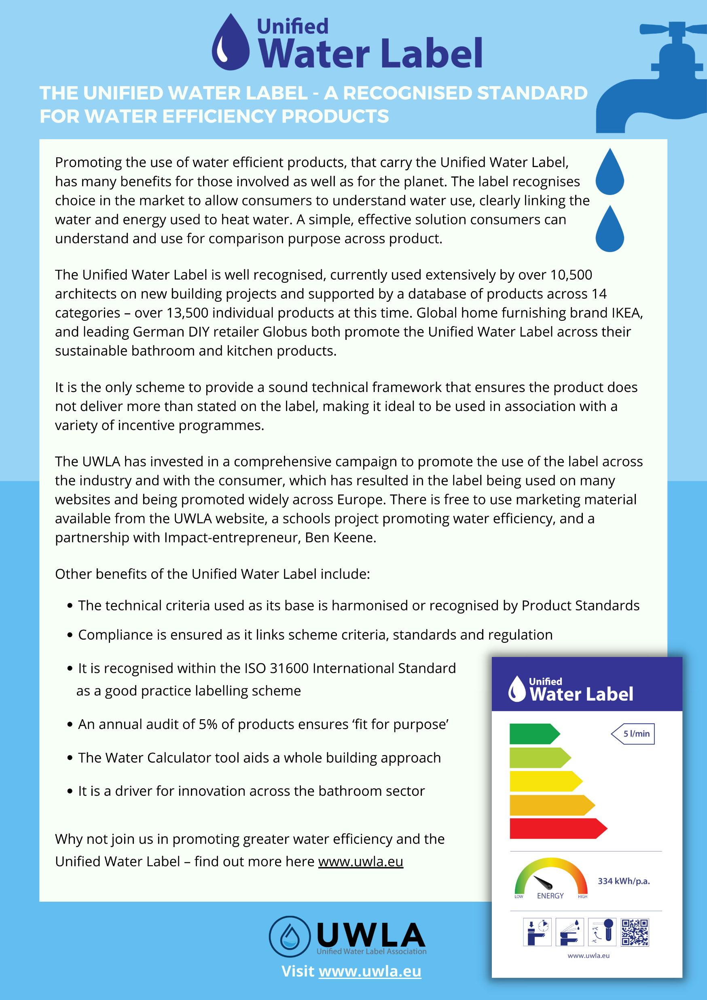 Unified
Water Label
THE UNIFIED WATER LABEL - A RECOGNISED STANDARD
FOR WATER EFFICIENCY PRODUCTS
Promoting the use of water efficient products, that carry the Unified Water Label,
has many benefits for those involved as well as for the planet. The label recognises
choice in the market to allow consumers to understand water use, clearly linking the
water and energy used to heat water. A simple, effective solution consumers can
understand and use for comparison purpose across product.
The Unified Water Label is well recognised, currently used extensively by over 10,500
architects on new building projects and supported by a database of products across 14
categories – over 13,500 individual products at this time. Global home furnishing brand IKEA,
and leading German DIY retailer Globus both promote the Unified Water Label across their
sustainable bathroom and kitchen products.
It is the only scheme to provide a sound technical framework that ensures the product does
not deliver more than stated on the label, making it ideal to be used in association with a
variety of incentive programmes.
The UWLA has invested in a comprehensive campaign to promote the use of the label across
the industry and with the consumer, which has resulted in the label being used on many
websites and being promoted widely across Europe. There is free to use marketing material
available from the UWLA website, a schools project promoting water efficiency, and a
partnership with Impact-entrepreneur, Ben Keene.
Other benefits of the Unified Water Label include:
• The technical criteria used as its base is harmonised or recognised by Product Standards
• Compliance is ensured as it links scheme criteria, standards and regulation
• It is recognised within the ISO 31600 International Standard
as a good practice labelling scheme
• An annual audit of 5% of products ensures ‘fit for purpose’
• The Water Calculator tool aids a whole building approach
• It is a driver for innovation across the bathroom sector
Why not join us in promoting greater water efficiency and the
Unified Water Label – find out more here www.uwla.eu
Unified
Water Label
5 l/min
334 kWh/p.a.
LOW ENERGY HIGH
+°C
-°C
www.uwla.eu
UWLA
Unified Water Label Association
Visit www.uwla.eu